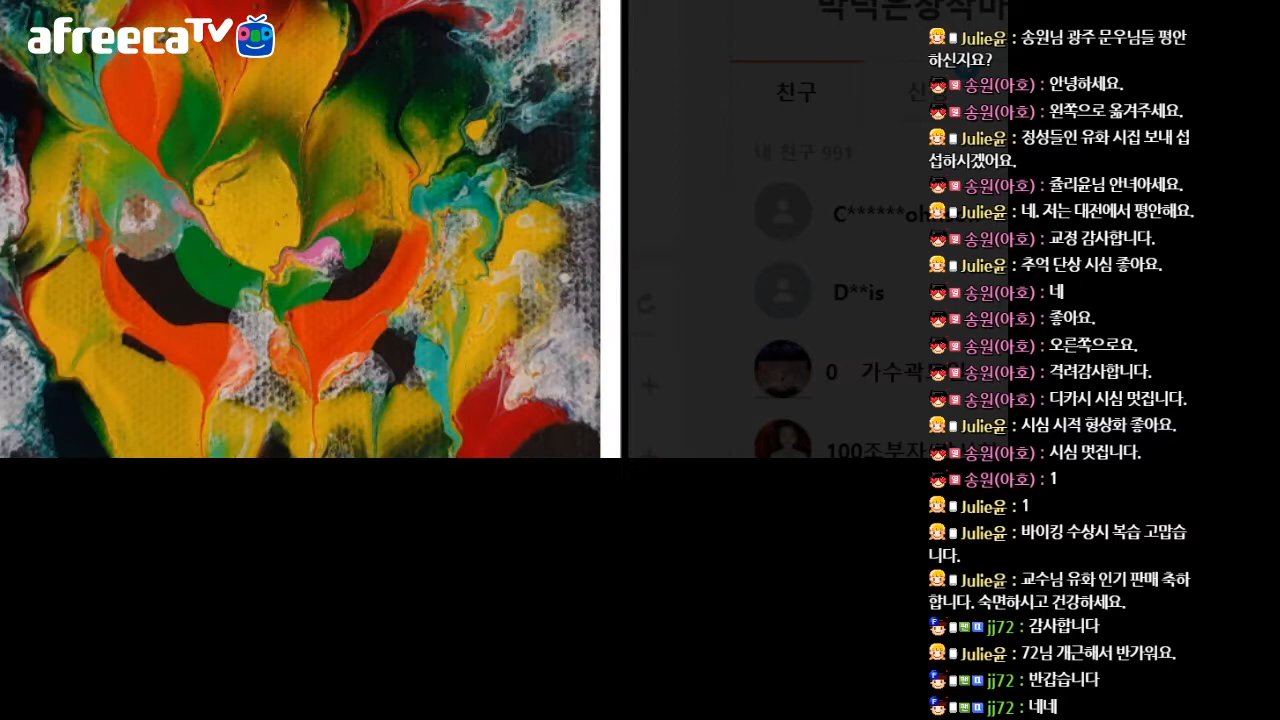 afreecaTV
친구
내 친구 991
D**is
0 가수곽
100조부자
Julie윤 : 송원님 광주 문우님들 평안
하신지요?
송원(아호) : 안녕하세요.
송원(아호) : 왼쪽으로 옮겨주세요.
Julie윤 : 정성들인 유화 시집 보내 섭
섭하시겠어요.
송원(아호) : 쥴리윤님 안녀아세요.
Julie윤 : 네. 저는 대전에서 평안해요.
송원(아호) : 교정 감사합니다.
Julie윤 : 추억 단상 시심 좋아요.
송원(아호) : 네
송원(아호) : 좋아요.
송원(아호) : 오른쪽으로요.
송원(아호) : 격려감사합니다.
송원(아호) : 디카시 시심 멋집니다.
Julie윤 : 시심 시적 형상화 좋아요.
송원(아호) : 시심 멋집니다.
송원(아호) : 1
Julie윤 : 1
Julie윤 : 바이킹 수상시 복습 고맙습
니다.
Julie윤 : 교수님 유화 인기 판매 축하
합니다. 숙면하시고 건강하세요.
jj72 : 감사합니다
Julie윤 : 72님 개근해서 반가워요.
jj72 : 반갑습니다
jj72 : 네네